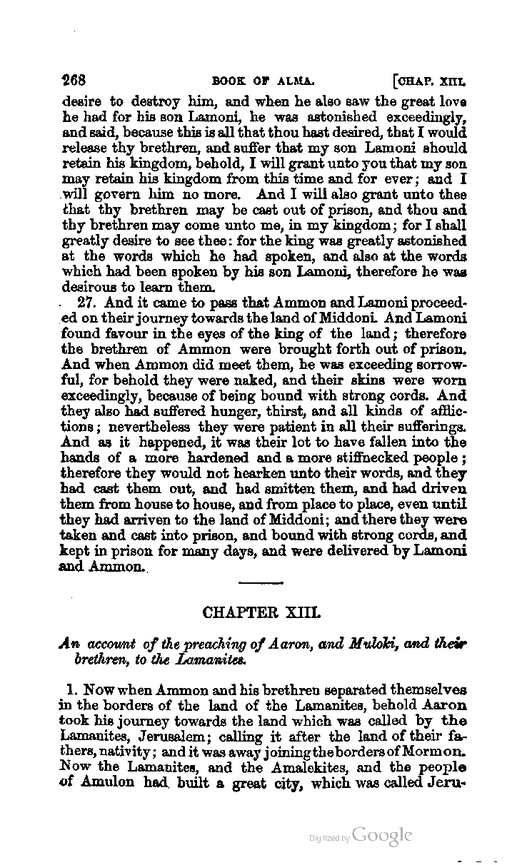 268 BOOK OF ALMA. [CHAP. XIII.
desire to destroy him, and when he also saw the great love
he had for his son Lamoni, he was astonished exceedingly,
and said, because this is all that thou hast desired, that I would
release thy brethren, and suffer that my son Lamoni should
retain his kingdom, behold, I will grant unto you that my son
may retain his kingdom from this time and for ever; and I
will govern him no more. And I will also grant unto thee
that thy brethren may be cast out of prison, and thou and
thy brethren may come unto me, in my kingdom; for I shall
greatly desire to see thee: for the king was greatly astonished
at the words which he had spoken, and also at the words
which had been spoken by his son Lamoni, therefore he was
desirous to learn them.
27. And it came to pass that Ammon and Lamoni proceed-
ed on their journey towards the land of Middoni. And Lamoni
found favour in the eyes of the king of the land; therefore
the brethren of Ammon were brought forth out of prison.
And when Ammon did meet them, he was exceeding sorrow-
ful, for behold they were naked, and their skins were worn
exceedingly, because of being bound with strong cords. And
they also had suffered hunger, thirst, and all kinds of afflic-
tions; nevertheless they were patient in all their sufferings.
And as it happened, it was their lot to have fallen into the
hands of a more hardened and a more stiffnecked people;
therefore they would not hearken unto their words, and they
had cast them out, and had smitten them, and had driven
them from house to house, and from place to place, even until
they had arriven to the land of Middoni; and there they were
taken and cast into prison, and bound with strong cords, and
kept in prison for many days, and were delivered by Lamoni
and Ammon.
CHAPTER XIII.
An account of the preaching of Aaron, and Muloki, and their
brethren, to the Lamanites.
1. Now when Ammon and his brethren separated themselves
in the borders of the land of the Lamanites, behold Aaron
took his journey towards the land which was called by the
Lamanites, Jerusalem; calling it after the land of their fa-
thers, nativity; and it was away joining the borders of Mormon.
Now the Lamanites, and the Amalekites, and the people
of Amulon had built a great city, which was called Jeru-
Digitized by Google